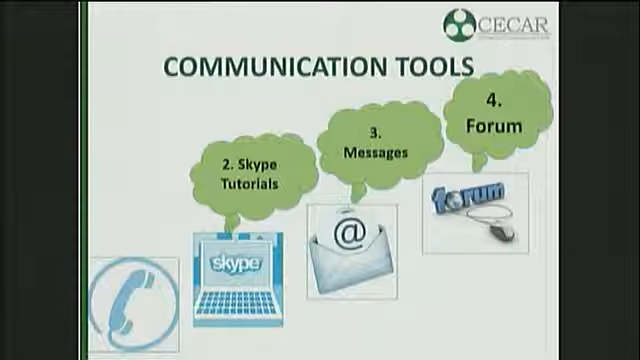 CECAR
COMMUNICATION TOOLS
4.
Forum
3.
Messages
2. Skype
Tutorials
forum
@
skype